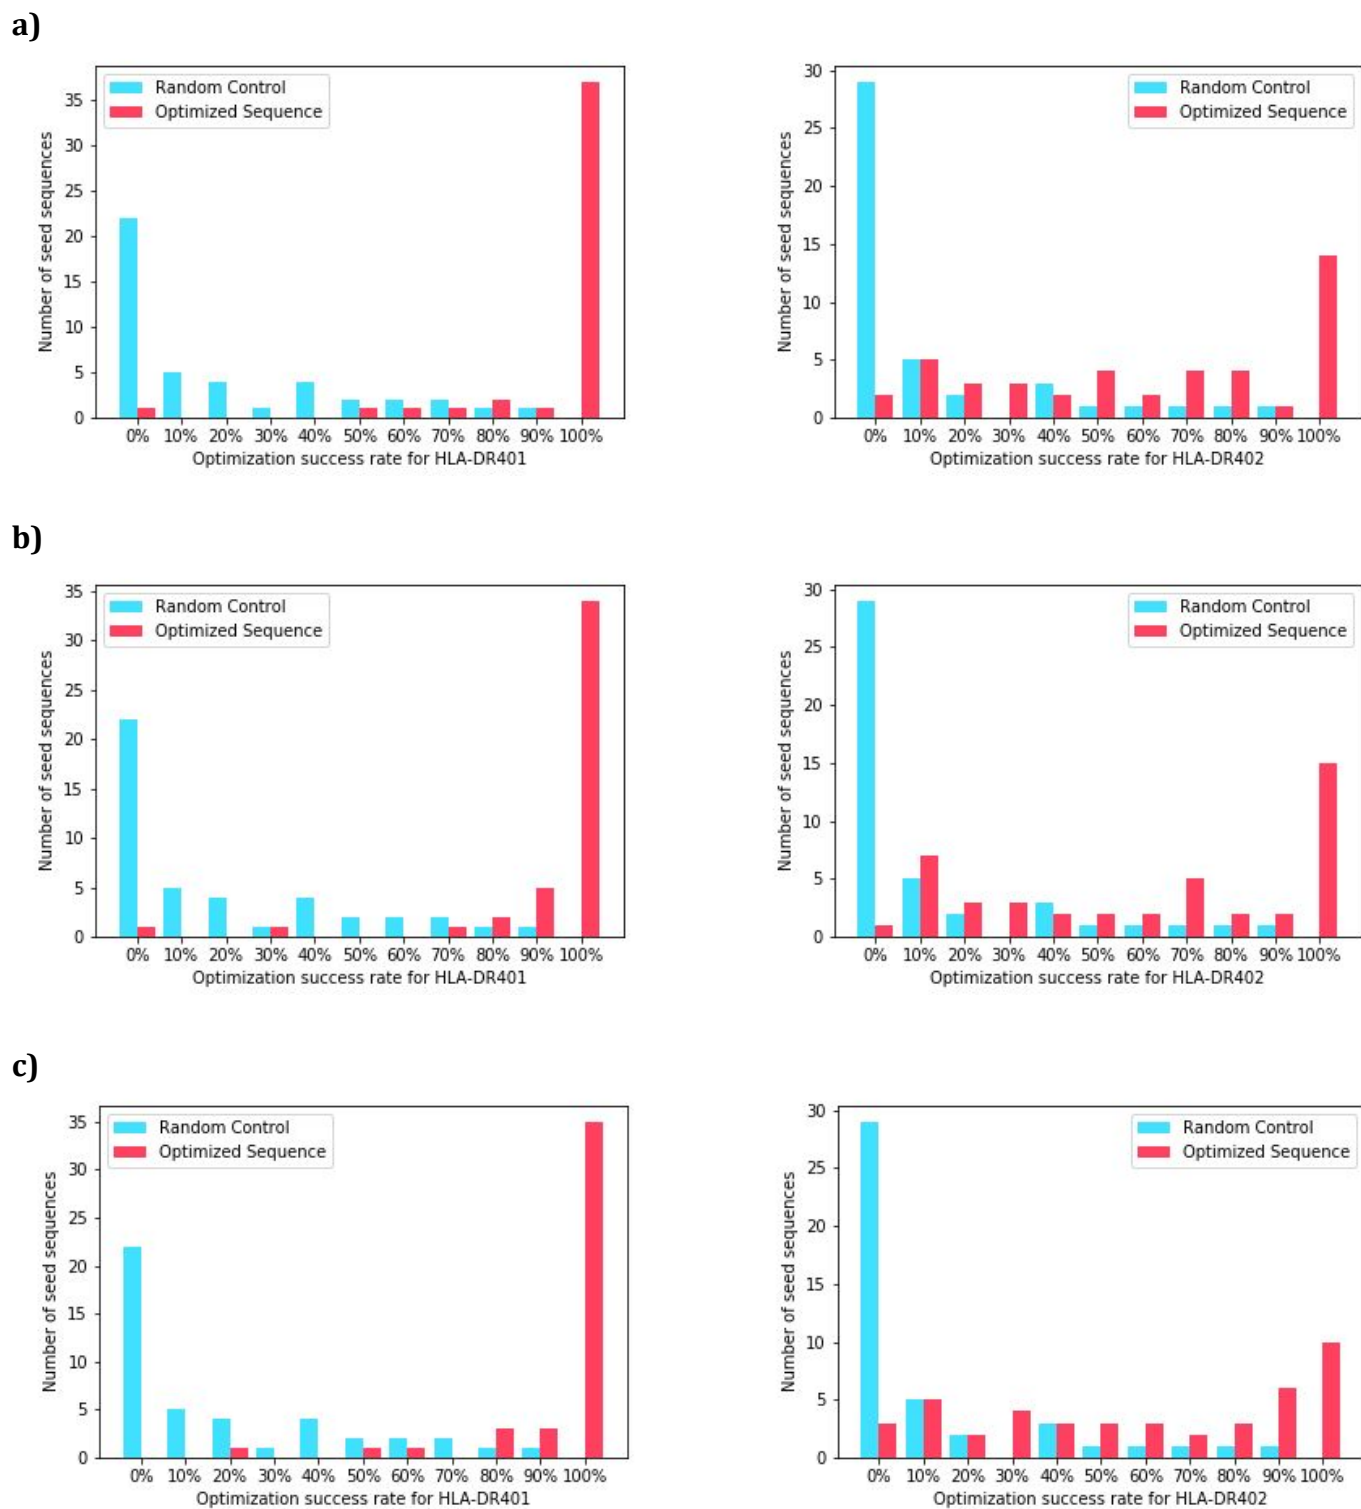 a)
Random Control
Optimized Sequence
Number of seed sequences
35
30
25
20
15
10
5
0
0% 10% 20% 30% 40% 50% 60% 70% 80% 90% 100%
Optimization success rate for HLA-DR401
Random Control
Optimized Sequence
Number of seed sequences
30
25
20
15
10
5
0
0% 10% 20% 30% 40% 50% 60% 70% 80% 90% 100%
Optimization success rate for HLA-DR402
b)
Random Control
Optimized Sequence
Number of seed sequences
35
30
25
20
15
10
5
0
0% 10% 20% 30% 40% 50% 60% 70% 80% 90% 100%
Optimization success rate for HLA-DR401
Random Control
Optimized Sequence
Number of seed sequences
30
25
20
15
10
5
0
0% 10% 20% 30% 40% 50% 60% 70% 80% 90% 100%
Optimization success rate for HLA-DR402
c)
Random Control
Optimized Sequence
Number of seed sequences
35
30
25
20
15
10
5
0
0% 10% 20% 30% 40% 50% 60% 70% 80% 90% 100%
Optimization success rate for HLA-DR401
Random Control
Optimized Sequence
Number of seed sequences
30
25
20
15
10
5
0
0% 10% 20% 30% 40% 50% 60% 70% 80% 90% 100%
Optimization success rate for HLA-DR402